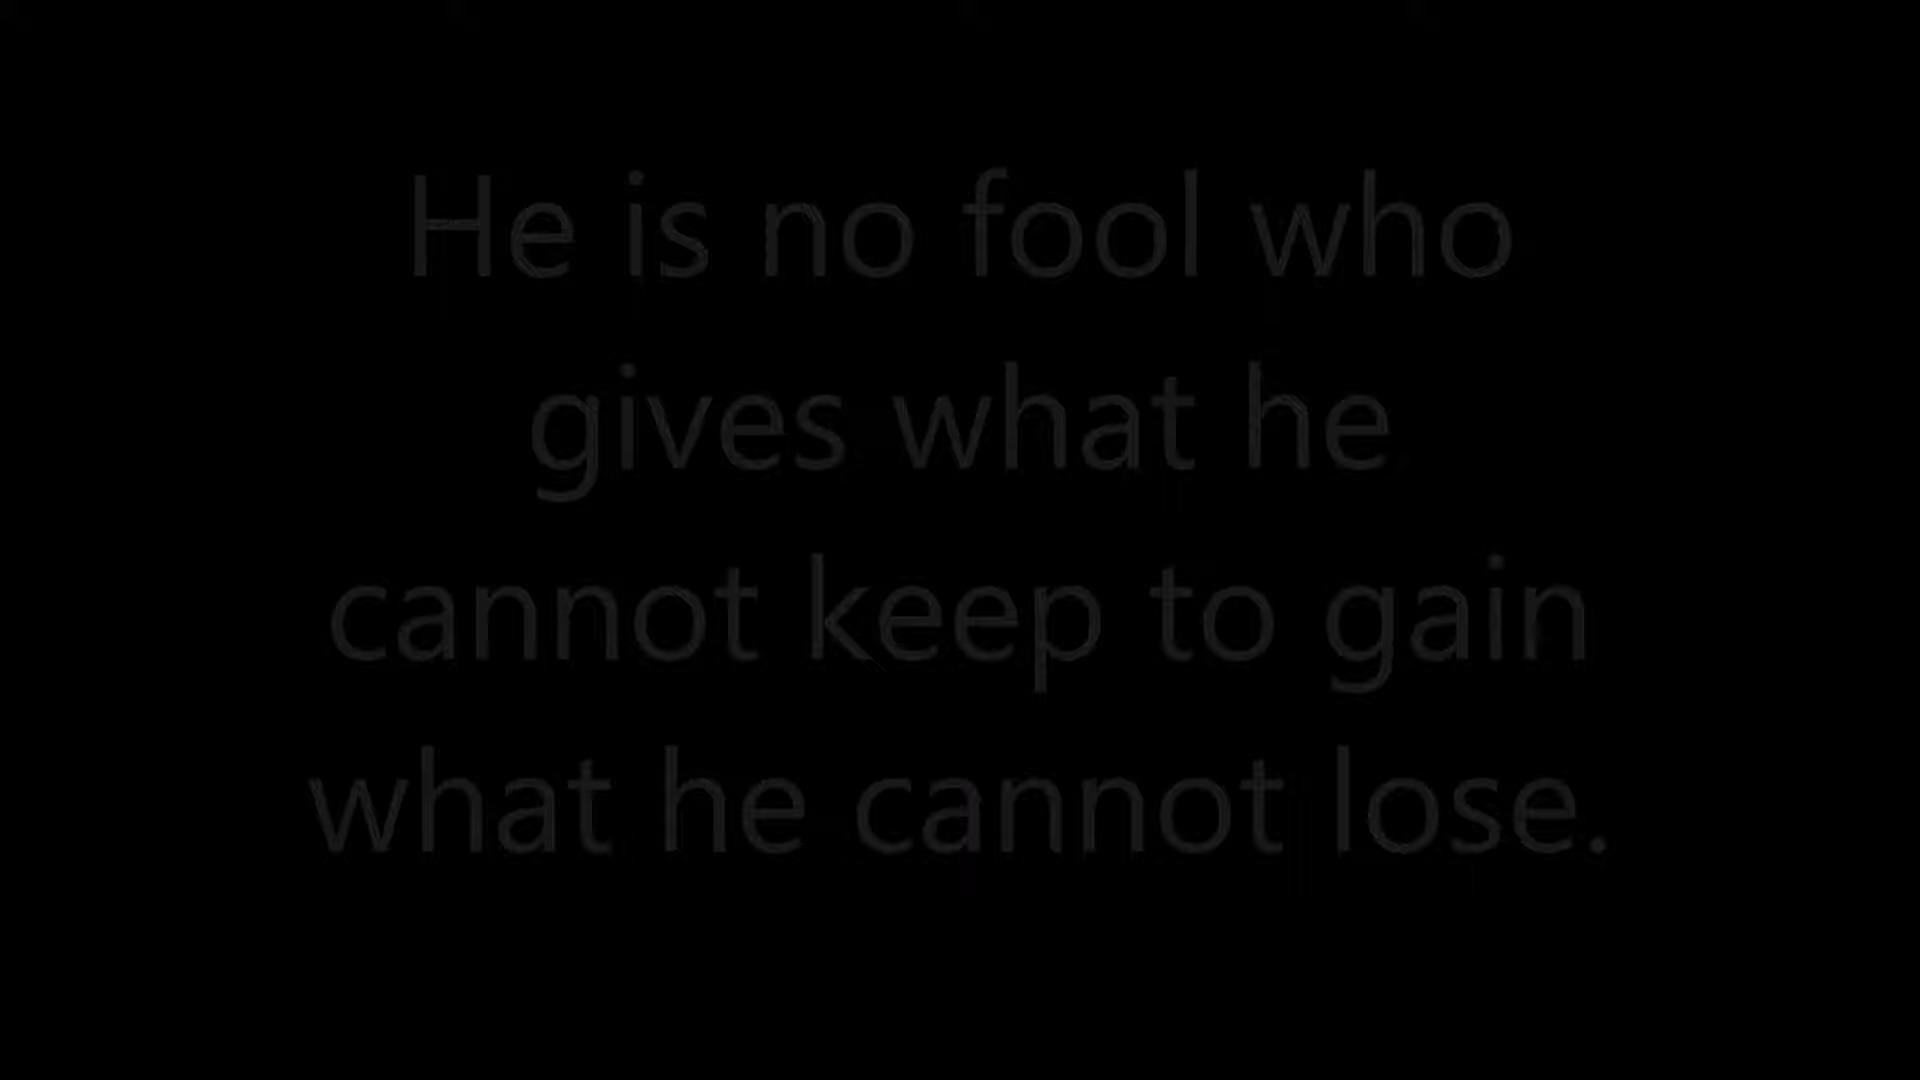 He is no fool who
gives what he
cannot keep to gain
what he cannot lose.